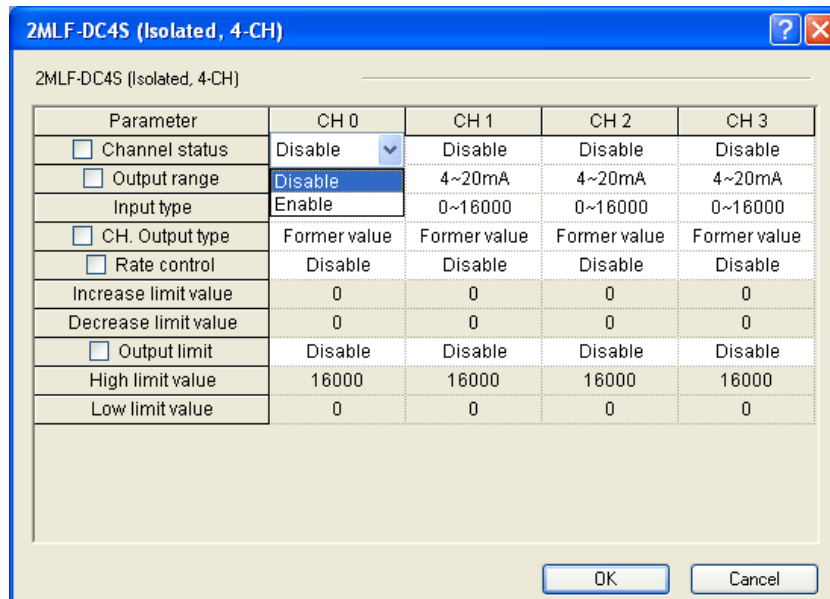 2MLF-DC4S (Isolated, 4-CH)
2MLF-DC4S (Isolated, 4-CH)
Parameter CH 0 CH 1 CH 2 CH 3
Channel status Disable Disable Disable Disable
Output range Disable 4~20mA 4~20mA 4~20mA
Input type Enable 0~16000 0~16000 0~16000
CH. Output type Former value Former value Former value Former value
Rate control Disable Disable Disable Disable
Increase limit value 0 0 0 0
Decrease limit value 0 0 0 0
Output limit Disable Disable Disable Disable
High limit value 16000 16000 16000 16000
Low limit value 0 0 0 0
OK Cancel